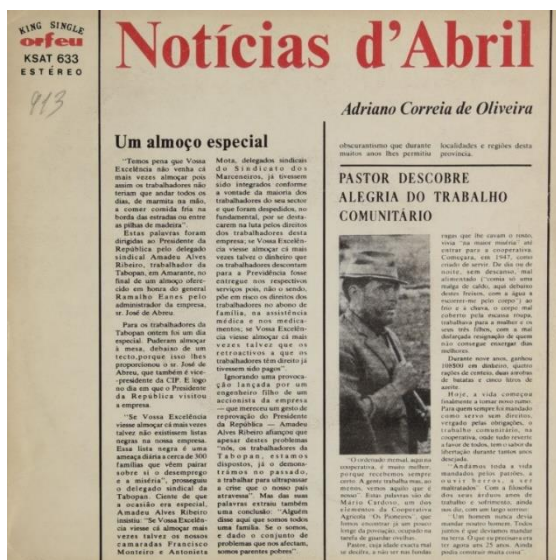 KING SINGLE
orfeu
KSAT 633
ESTÉREO
913
Notícias d'Abril
Adriano Correia de Oliveira
Um almoço especial
"Temos pena que Vossa
Excelência não venha cá
mais vezes almoçar pois
assim os trabalhadores não
teriam que andar todos os
dias, de marmita na mão,
a comer comida fria na
borda das estradas ou entre
as pilhas de madeira".
Estas palavras foram
dirigidas ao Presidente da
República pelo delegado
sindical Amadeu Alves
Ribeiro, trabalhador da
Tabopan, em Amarante, no
final de um almoço ofere-
cido em honra do general
Ramalho Eanes pelo
administrador da empresa,
sr. José de Abreu.
Para os trabalhadores da
Tabopan ontem foi um dia
especial. Puderam almoçar
à mesa, debaixo de um
tecto, porque isso lhes
proporcionou o sr. José de
Abreu, que também é vice-
-presidente da CIP. E logo
no dia em que o Presidente
da República visitou
a empresa.
"Se Vossa Excelência
viesse almoçar cá mais vezes
talvez não existissem listas
negras na nossa empresa.
Essa lista negra é uma
ameaça diária a cerca de 300
famílias que vêem pairar
sobre si o desemprego
e a miséria", prosseguiu
o delegado sindical da
Tabopan. Ciente de que
a ocasião era especial,
Amadeu Alves Ribeiro
insistiu: "Se Vossa Excelên-
cia viesse almoçar cá mais
vezes talvez os nossos
camaradas Francisco
Monteiro e Antonieta
Mota, delegados sindicais
do Sindicato dos
Marceneiros, já tivessem
sido integrados conforme
a vontade da maioria dos
trabalhadores do seu sector
e que foram despedidos, no
fundamental, por se desta-
carem na luta pelos direitos
dos trabalhadores desta
empresa; se Vossa Excelên-
cia viesse almoçar cá mais
vezes talvez o dinheiro que
os trabalhadores descontam
para a Previdência fosse
entregue nos respectivos
serviços pois, não o sendo,
põe em risco os direitos dos
trabalhadores no abono de
família, na assistência
médica e nos medica-
mentos; se Vossa Excelên-
cia viesse almoçar cá mais
vezes talvez que os
retroactivos a que os
trabalhadores têm direito já
tivessem sido pagos".
Ignorando uma provoca-
ção lançada por um
engenheiro filho de um
accionista da empresa
— que mereceu um gesto de
reprovação do Presidente
da República — Amadeu
Alves Ribeiro afiançou que
apesar destes problemas
"nós, os trabalhadores da
Tabopan, estamos
dispostos, já o demons-
trámos no passado,
a trabalhar para ultrapassar
a crise que o nosso país
atravessa". Mas das suas
palavras extraiu também
uma conclusão: "Alguém
disse aqui que somos todos
uma família. Se o somos,
e dado o conjunto de
problemas que nos afectam,
somos parentes pobres".
obscurantismo que durante
muitos anos lhes permitiu
localidades e regiões desta
província.
PASTOR DESCOBRE
ALEGRIA DO TRABALHO
COMUNITÁRIO
"O ordenado mensal, aqui na
cooperativa, é muito melhor,
porque recebemos sempre
certo. A gente trabalha mas, ao
menos, vemos aquilo que é
nosso" Estas palavras são de
Mário Cardoso, um dos
elementos da Cooperativa
Agrícola "Os Pioneiros", que
fomos encontrar já um pouco
longe da povoação, ocupado na
tarefa de guardar ovelhas.
Pastor, cuja idade exacta mal
se decifra, a não ser nas fundas
rugas que lhe cavam o rosto,
vivia "na maior miséria" até
entrar para a cooperativa.
Começara, em 1947, como
criado de servir. De dia ou de
noite, sem descanso, mal
alimentado ("comia só uma
malga de caldo, aqui debaixo
destes freixos, com a água a
escorrer-me pelo corpo") ao
frio e à chuva, o corpo mal
coberto pela escassa roupa,
trabalhava para a mulher e os
seus três filhos, com a mal
disfarçada resignação de quem
não consegue enxergar dias
melhores.
Durante nove anos, ganhou
100$00 em dinheiro, quatro
rações de centeio, duas arrobas
de batatas e cinco litros de
azeite.
Hoje, a vida começou
finalmente a tomar novo rumo.
Para quem sempre foi mandado
como servo sem direitos,
vergado pelas obrigações, o
trabalho comunitário, na
cooperativa, onde tudo reverte
a favor de todos, tem o sabor da
libertação durante tantos anos
desejada.
"Andámos toda a vida
mandados pelos patrões, a
ouvir berros, a ser
maltratados". Com a filosofia
dos seus árduos anos de
trabalho e sofrimento, ainda
nos diz, com um largo sorriso:
"Um homem nunca devia
mandar noutro homem. Todos
juntos é que devíamos mandar
na terra. O que eu precisava era
ter agora uns 25 anos. Ainda
podia construir muita coisa".